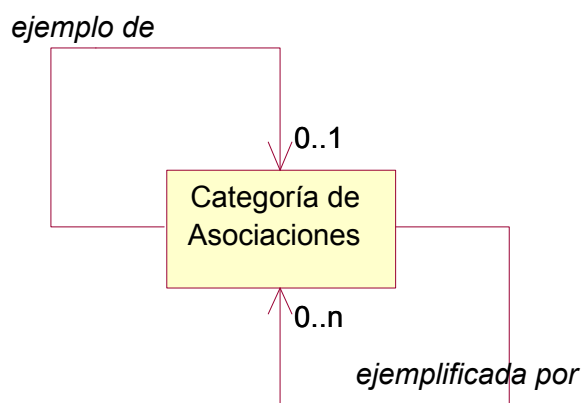 ejemplo de
0..1
Categoría de
Asociaciones
0..n
ejemplificada por